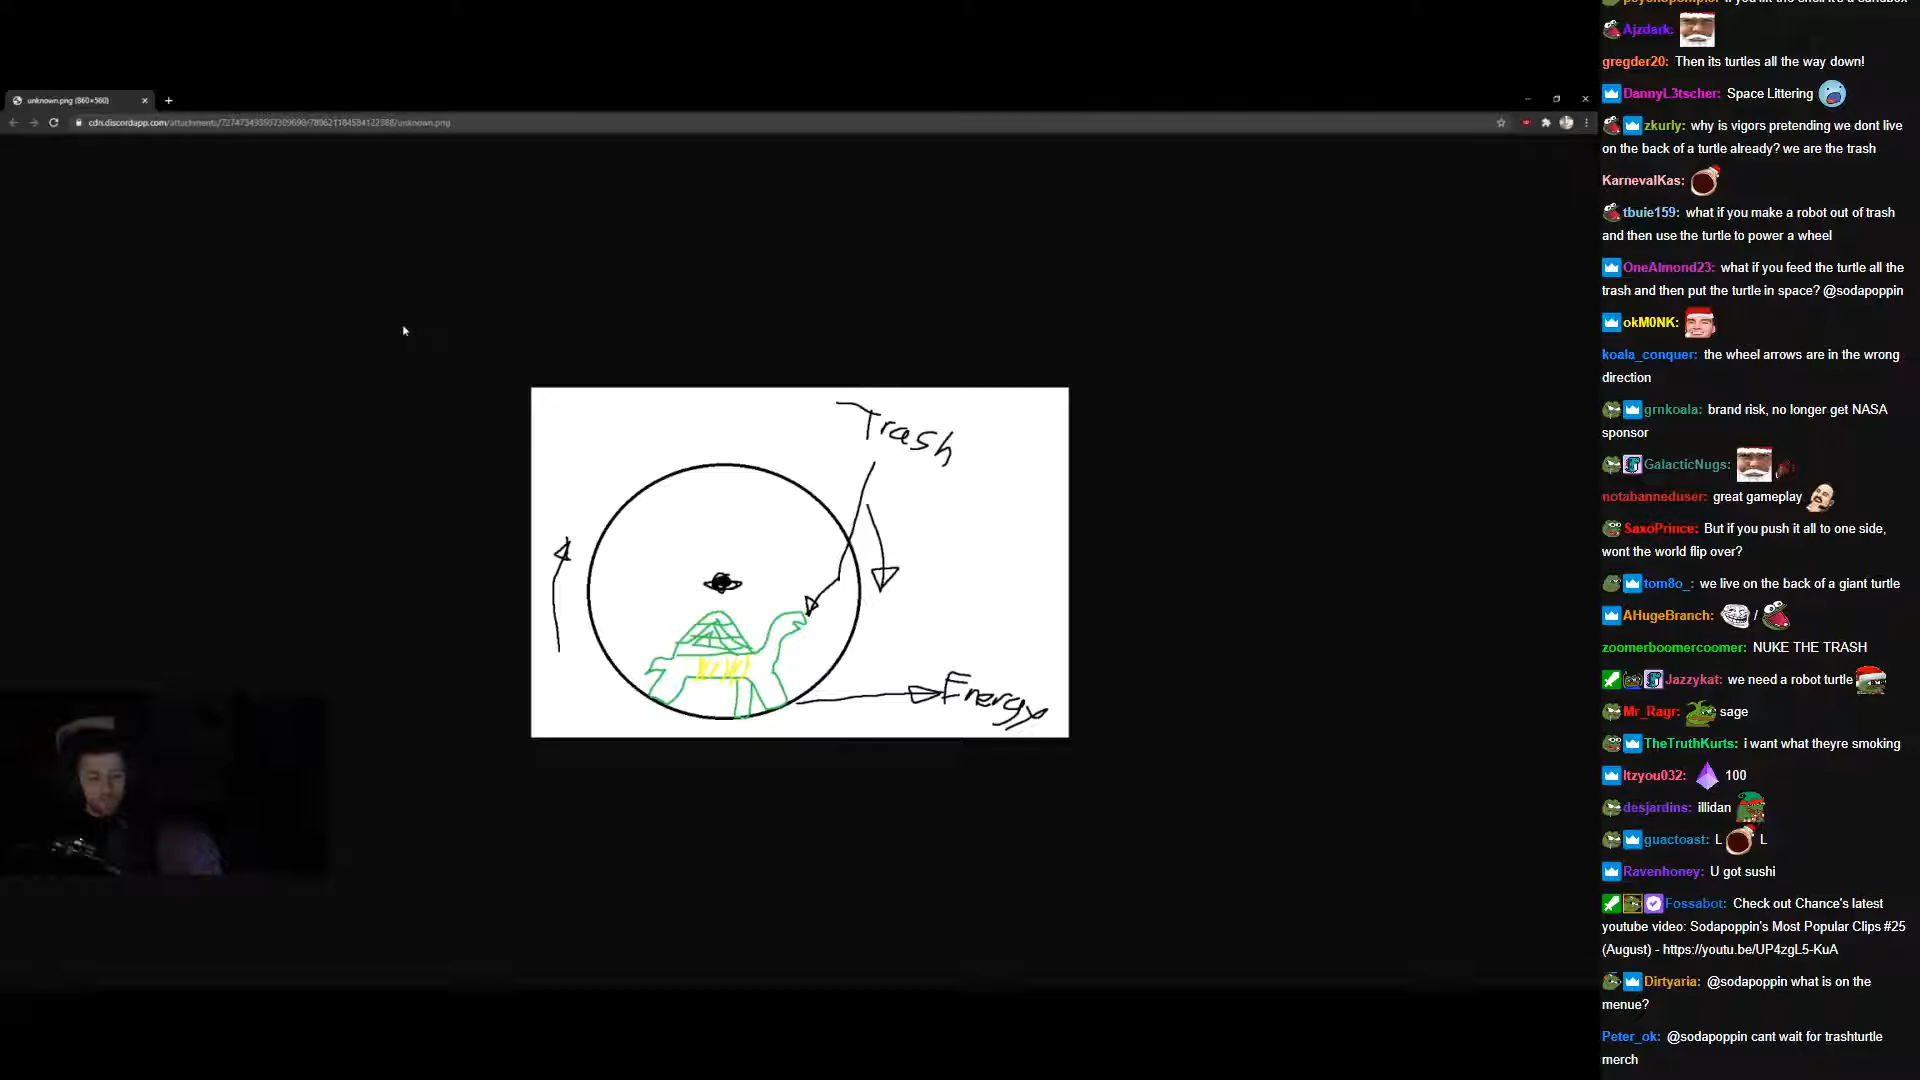 unknown.png (860×560)
Ajzdark:
gregder20: Then its turtles all the way down!
DannyL3tscher: Space Littering
zkurly: why is vigors pretending we dont live
on the back of a turtle already? we are the trash
KarnevalKas:
tbuie159: what if you make a robot out of trash
and then use the turtle to power a wheel
OneAlmond23: what if you feed the turtle all the
trash and then put the turtle in space? @sodapoppin
okM0NK:
koala_conquer: the wheel arrows are in the wrong
direction
grnkoala: brand risk, no longer get NASA
sponsor
GalacticNugs:
notabanneduser: great gameplay
SaxoPrince: But if you push it all to one side,
wont the world flip over?
tom8o_: we live on the back of a giant turtle
AHugeBranch: /
zoomerboomercoomer: NUKE THE TRASH
Jazzykat: we need a robot turtle
Mr_Ragr: sage
TheTruthKurts: i want what theyre smoking
Itzyou032: 100
desjardins: illidan
guactoast: L L
Ravenhoney: U got sushi
Fossabot: Check out Chance's latest
youtube video: Sodapoppin's Most Popular Clips #25
(August) - https://youtu.be/UP4zgL5-KuA
Dirtyaria: @sodapoppin what is on the
menue?
Peter_ok: @sodapoppin cant wait for trashturtle
merch
Trash
Energy